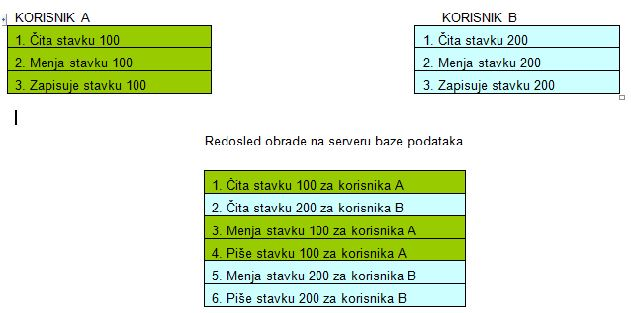 KORISNIK A
1. Čita stavku 100
2. Menja stavku 100
3. Zapisuje stavku 100
KORISNIK B
1. Čita stavku 200
2. Menja stavku 200
3. Zapisuje stavku 200
Redosled obrade na serveru baze podataka
1. Čita stavku 100 za korisnika A
2. Čita stavku 200 za korisnika B
3. Menja stavku 100 za korisnika A
4. Piše stavku 100 za korisnika A
5. Menja stavku 200 za korisnika B
6. Piše stavku 200 za korisnika B